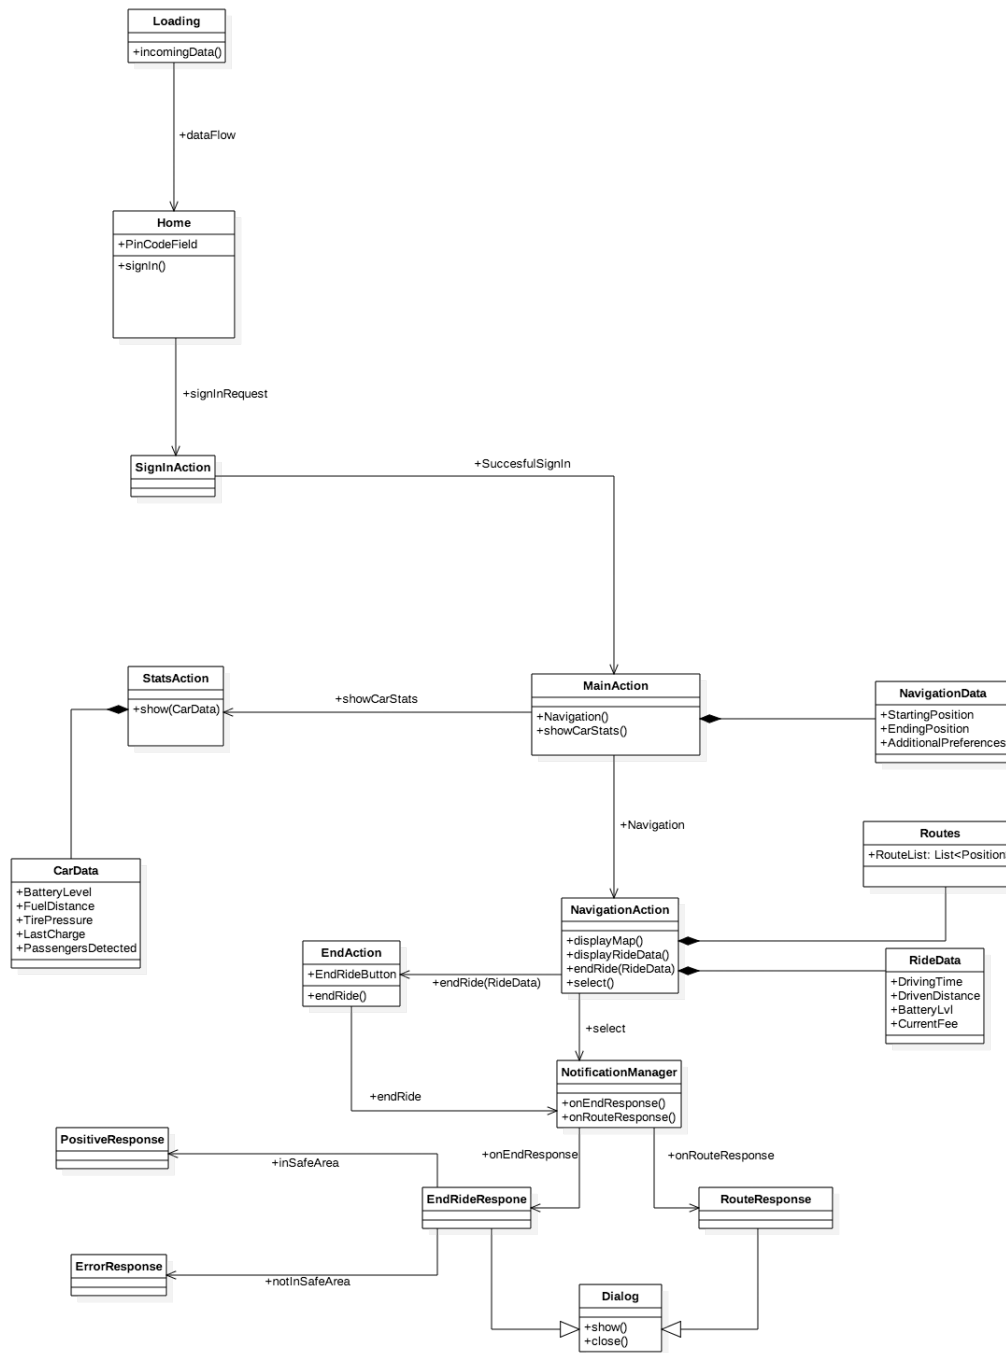 Loading
+incomingData()
+dataFlow
Home
+PinCodeField
+signIn()
+signInRequest
SignInAction
+SuccesfulSignIn
StatsAction
+show(CarData)
+showCarStats
MainAction
+Navigation()
+showCarStats()
NavigationData
+StartingPosition
+EndingPosition
+AdditionalPreferences
+Navigation
Routes
+RouteList: List<Position
CarData
+BatteryLevel
+FuelDistance
+TirePressure
+LastCharge
+PassengersDetected
NavigationAction
+displayMap()
+displayRideData()
+endRide(RideData)
+select()
EndAction
+EndRideButton
+endRide()
+endRide(RideData)
RideData
+DrivingTime
+DrivenDistance
+BatteryLvl
+CurrentFee
+select
NotificationManager
+onEndResponse()
+onRouteResponse()
+endRide
PositiveResponse
+inSafeArea
+onEndResponse
+onRouteResponse
EndRideRespone
RouteResponse
ErrorResponse
+notInSafeArea
Dialog
+show()
+close()